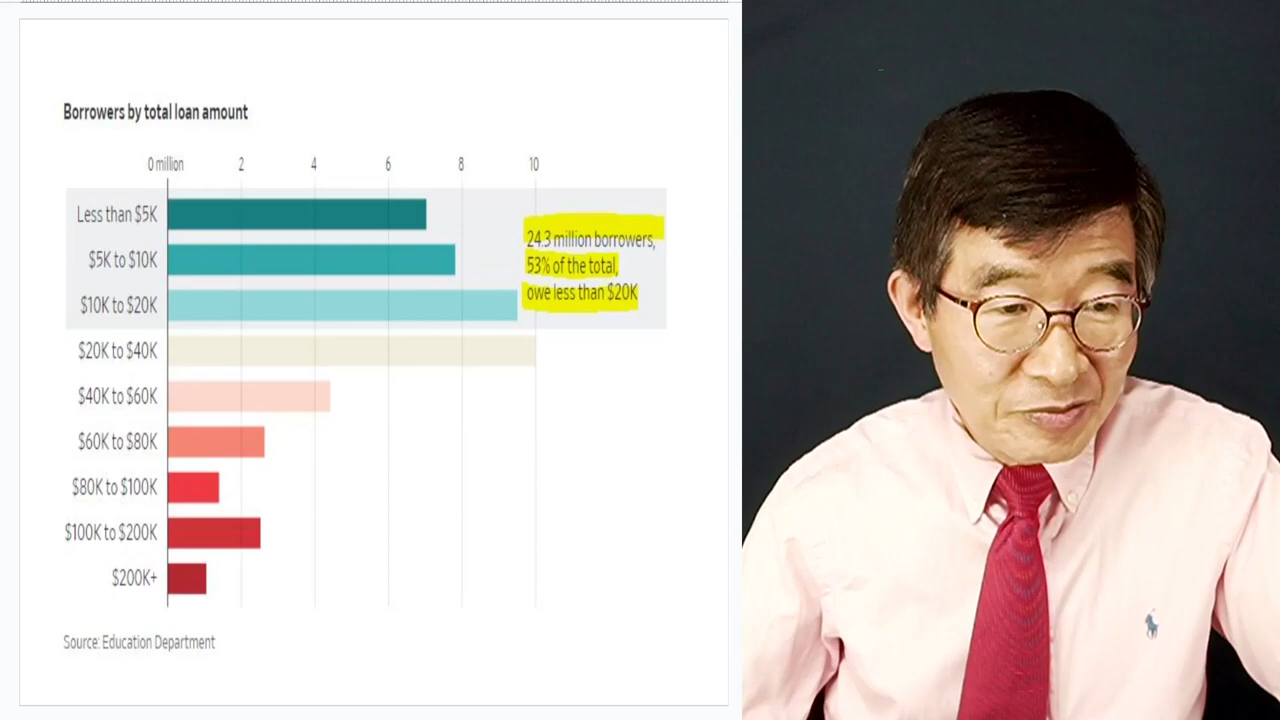 Borrowers by total loan amount
0 million 2 4 6 8 10
Less than $5K
$5K to $10K
$10K to $20K
24.3 million borrowers,
53% of the total,
owe less than $20K
$20K to $40K
$40K to $60K
$60K to $80K
$80K to $100K
$100K to $200K
$200K+
Source: Education Department